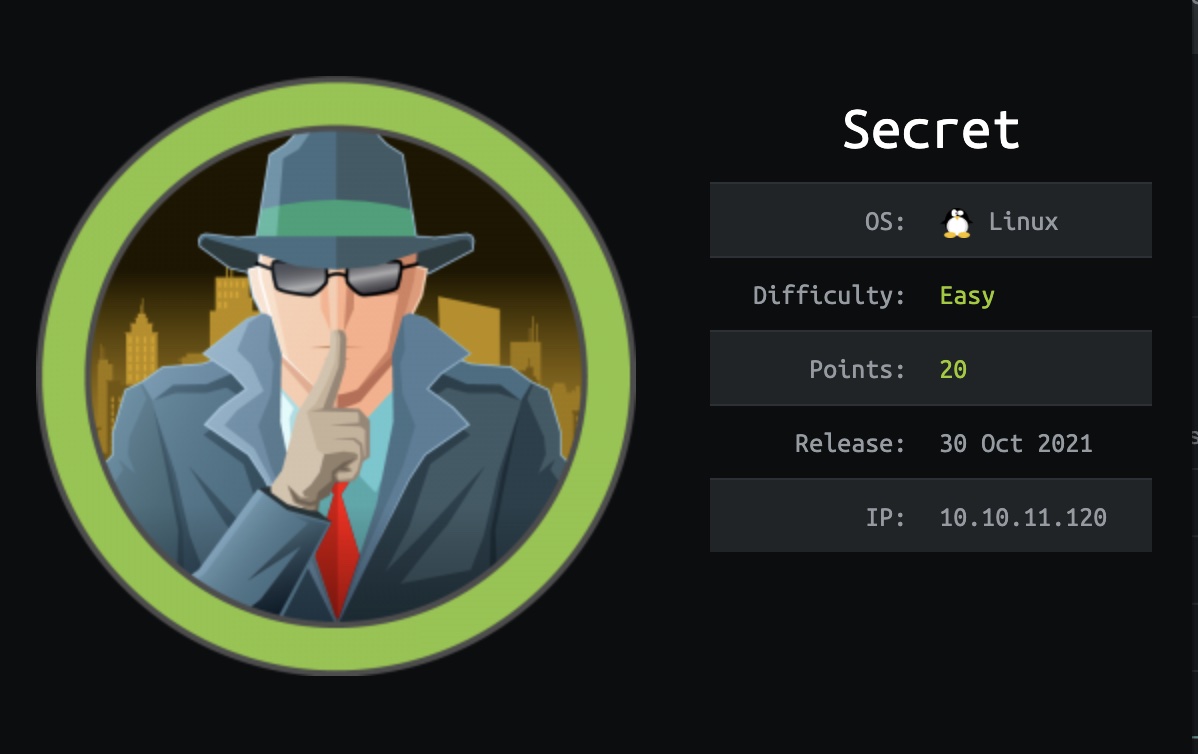 Secret
OS: Linux
Difficulty: Easy
Points: 20
Release: 30 Oct 2021
IP: 10.10.11.120